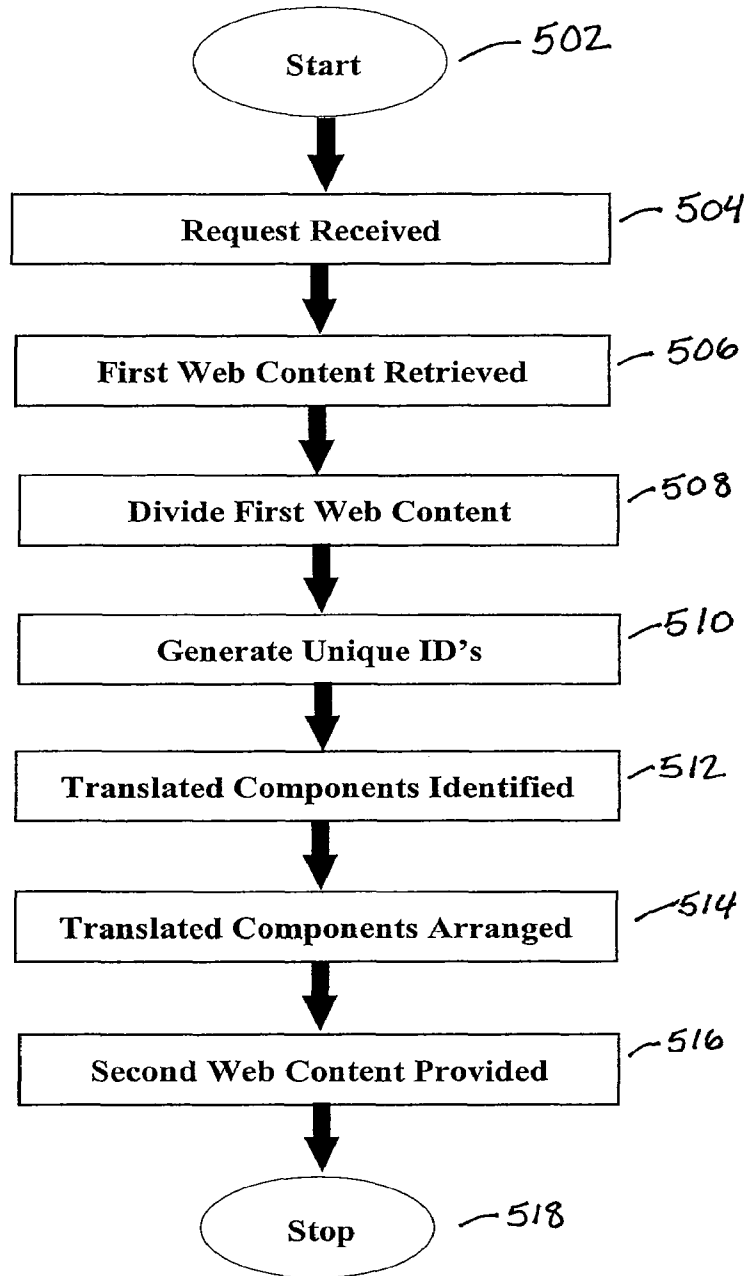 Start
502
Request Received
504
First Web Content Retrieved
506
Divide First Web Content
508
Generate Unique ID's
510
Translated Components Identified
512
Translated Components Arranged
514
Second Web Content Provided
516
Stop
518